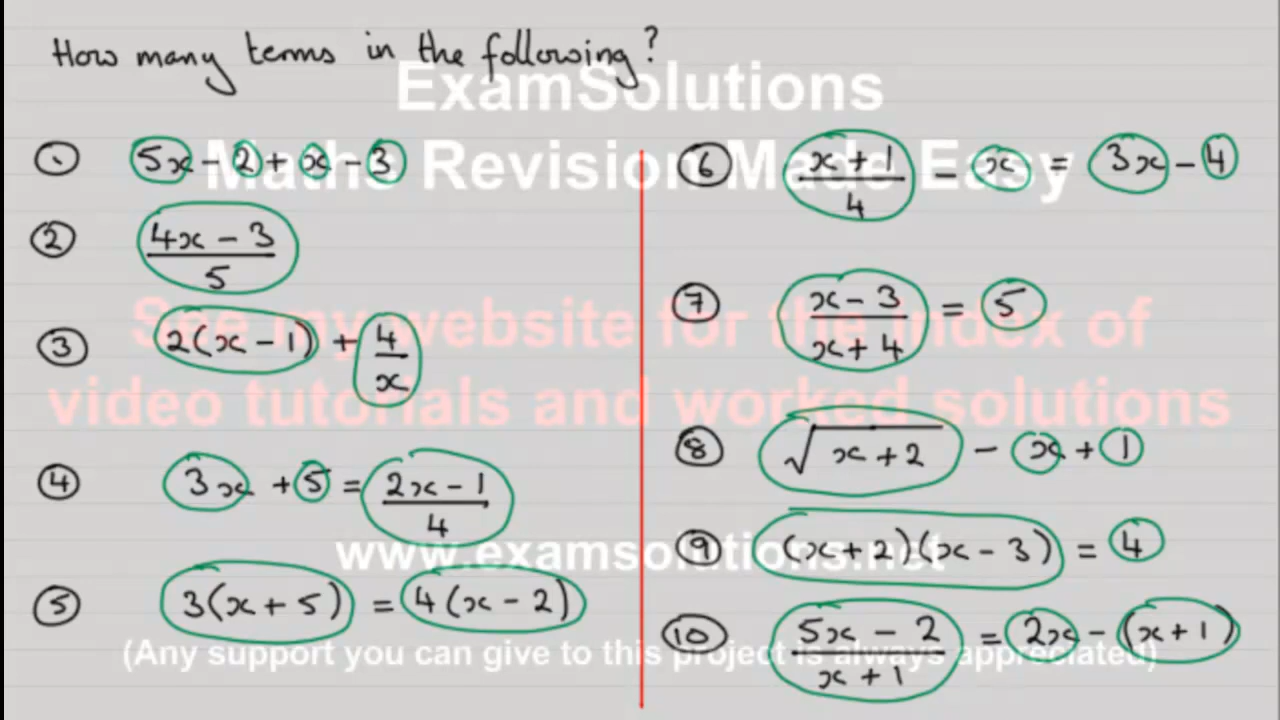 How many terms in the following?
ExamSolutions
Maths Revision Made Easy
See my website for the index of
video tutorials and worked solutions
www.examsolutions.net
(Any support you can give to this project is always appreciated)
① 5x - 2 + x - 3
② (4x - 3)/5
③ 2(x - 1) + 4/x
④ 3x + 5 = (2x - 1)/4
⑤ 3(x + 5) = 4(x - 2)
⑥ (x + 1)/4 - x = 3x - 4
⑦ (x - 3)/(x + 4) = 5
⑧ √(x + 2) - x + 1
⑨ (x + 2)(x - 3) = 4
⑩ (5x - 2)/(x + 1) = 2x - (x + 1)